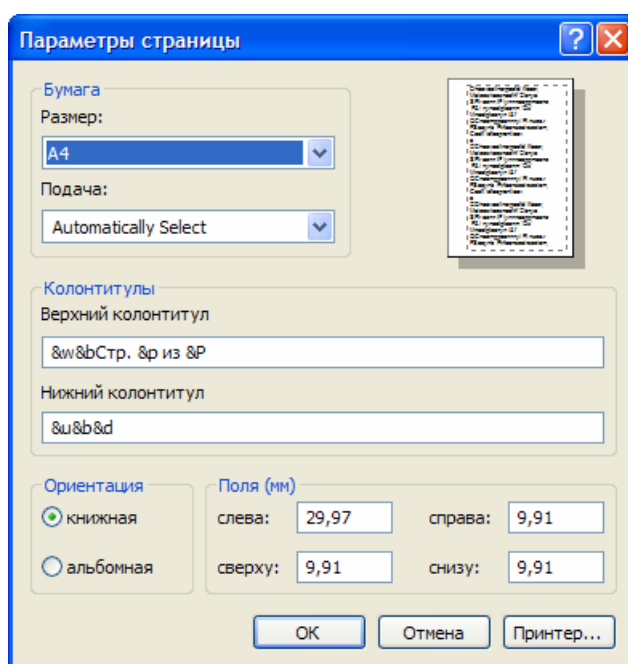 Параметры страницы
Бумага
Размер:
A4
Подача:
Automatically Select
Колонтитулы
Верхний колонтитул
&w&bСтр. &p из &P
Нижний колонтитул
&u&b&d
Ориентация
книжная
альбомная
Поля (мм)
слева: 29,97 справа: 9,91
сверху: 9,91 снизу: 9,91
ОК Отмена Принтер...